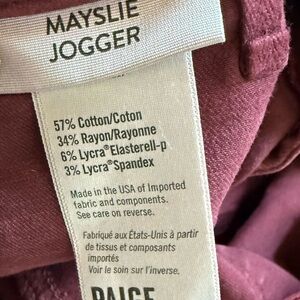 MAYSLIE
JOGGER
57% Cotton/Coton
34% Rayon/Rayonne
6% Lycra® Elasterell-p
3% Lycra® Spandex
Made in the USA of Imported
fabric and components.
See care on reverse.
Fabriqué aux États-Unis à partir
de tissus et composants
importés
Voir le soin sur l'inverse.
PAIGE